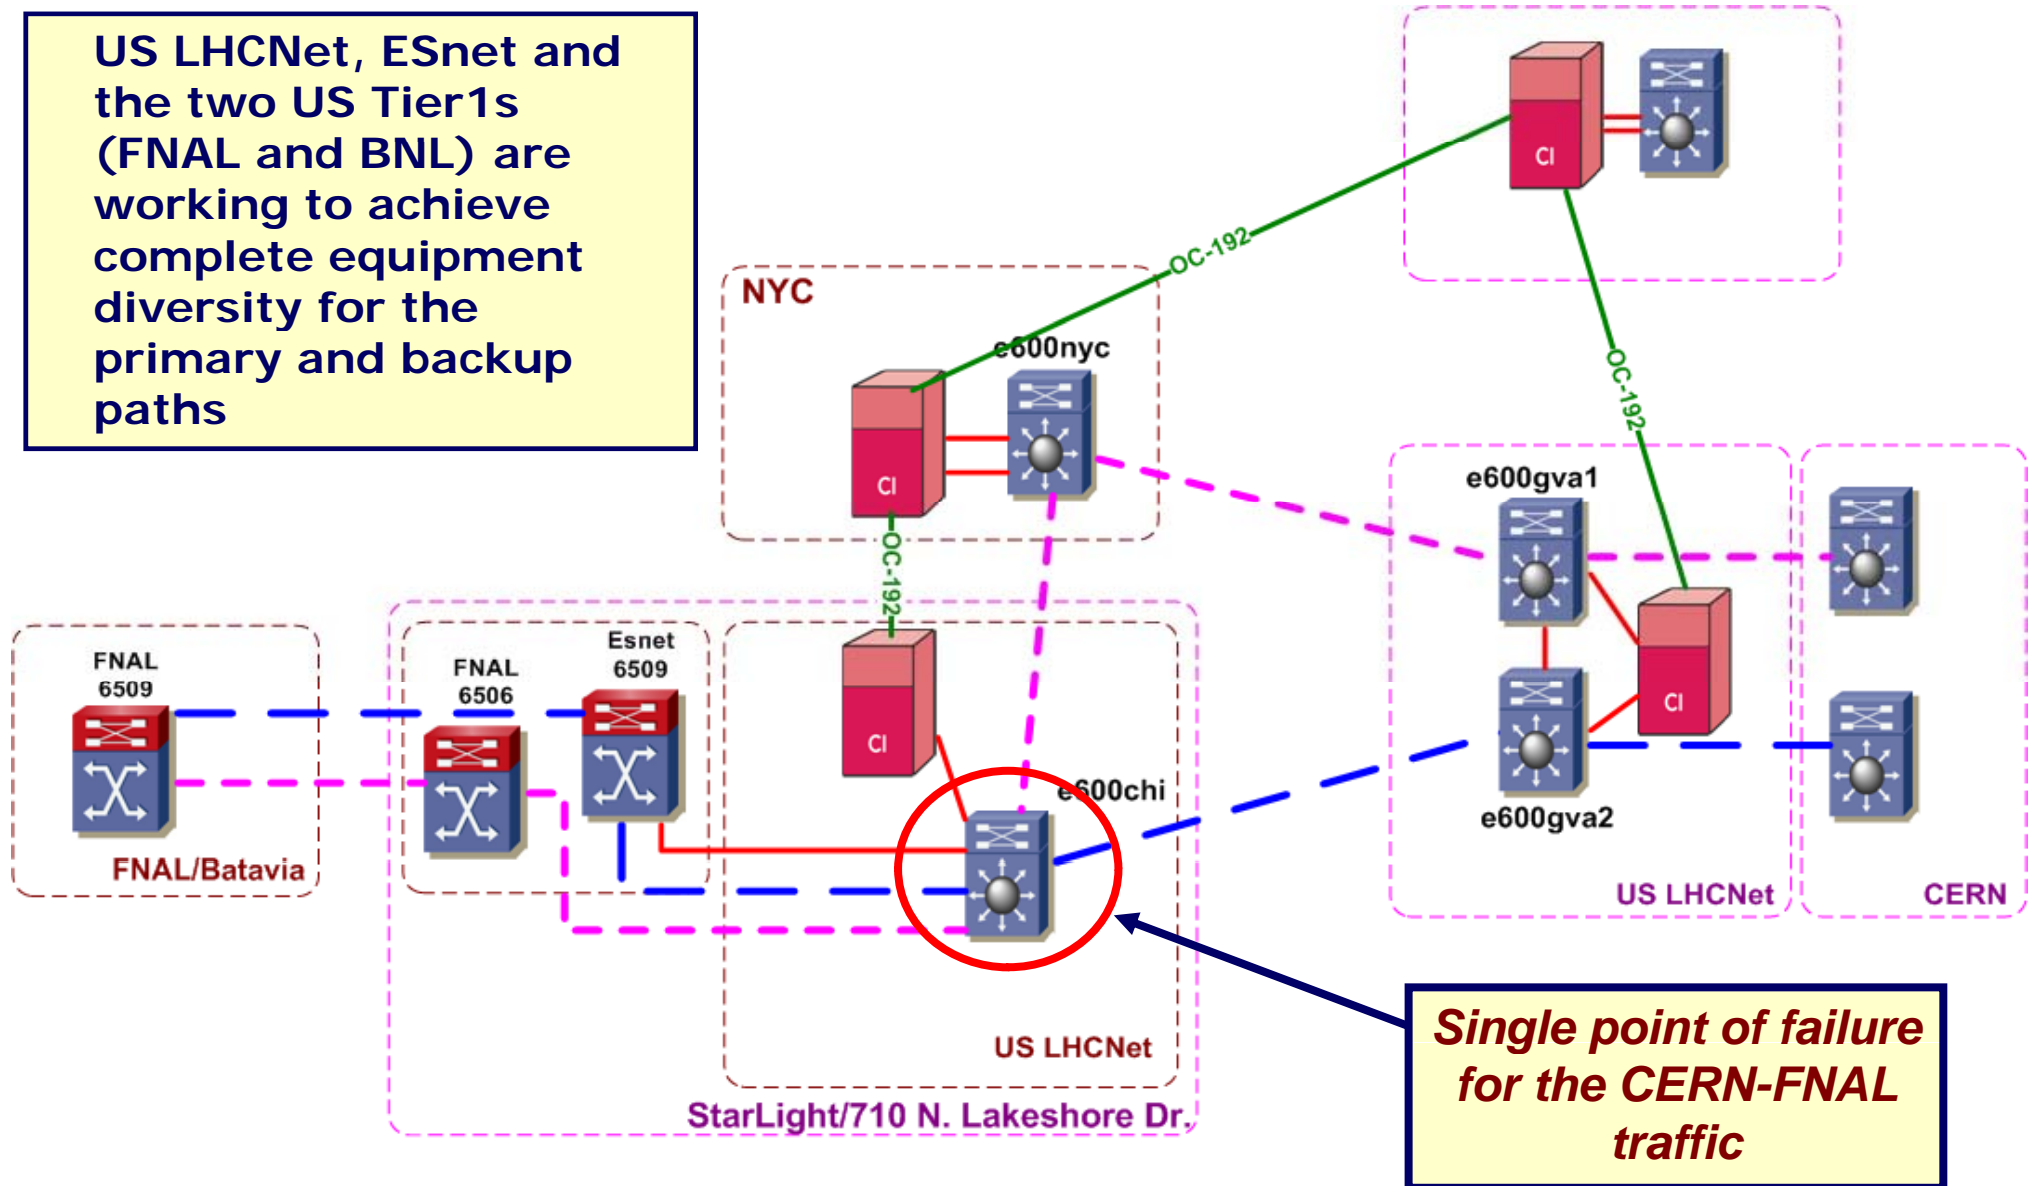 US LHCNet, ESnet and
the two US Tier1s
(FNAL and BNL) are
working to achieve
complete equipment
diversity for the
primary and backup
paths
CI
OC-192
NYC
e600nyc
CI
OC-192
OC-192
e600gva1
CI
e600gva2
US LHCNet
CERN
FNAL
6509
FNAL/Batavia
FNAL
6506
Esnet
6509
CI
e600chi
US LHCNet
StarLight/710 N. Lakeshore Dr.
Single point of failure
for the CERN-FNAL
traffic